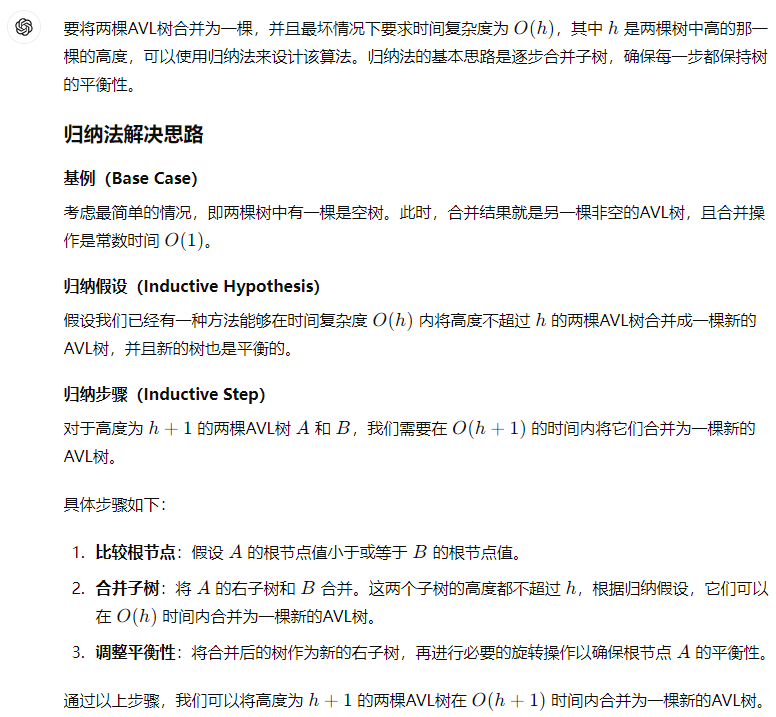 要将两棵AVL树合并为一棵，并且最坏情况下要求时间复杂度为 O(h)，其中 h 是两棵树中高的那一
棵的高度，可以使用归纳法来设计该算法。归纳法的基本思路是逐步合并子树，确保每一步都保持树
的平衡性。
归纳法解决思路
基例（Base Case）
考虑最简单的情况，即两棵树中有一棵是空树。此时，合并结果就是另一棵非空的AVL树，且合并操
作是常数时间 O(1)。
归纳假设（Inductive Hypothesis）
假设我们已经有一种方法能够在时间复杂度 O(h) 内将高度不超过 h 的两棵AVL树合并成一棵新的
AVL树，并且新的树也是平衡的。
归纳步骤（Inductive Step）
对于高度为 h + 1 的两棵AVL树 A 和 B，我们需要在 O(h + 1) 的时间内将它们合并为一棵新的
AVL树。
具体步骤如下：
1. 比较根节点：假设 A 的根节点值小于或等于 B 的根节点值。
2. 合并子树：将 A 的右子树和 B 合并。这两个子树的高度都不超过 h，根据归纳假设，它们可以
在 O(h) 时间内合并为一棵新的AVL树。
3. 调整平衡性：将合并后的树作为新的右子树，再进行必要的旋转操作以确保根节点 A 的平衡性。
通过以上步骤，我们可以将高度为 h + 1 的两棵AVL树在 O(h + 1) 时间内合并为一棵新的AVL树。